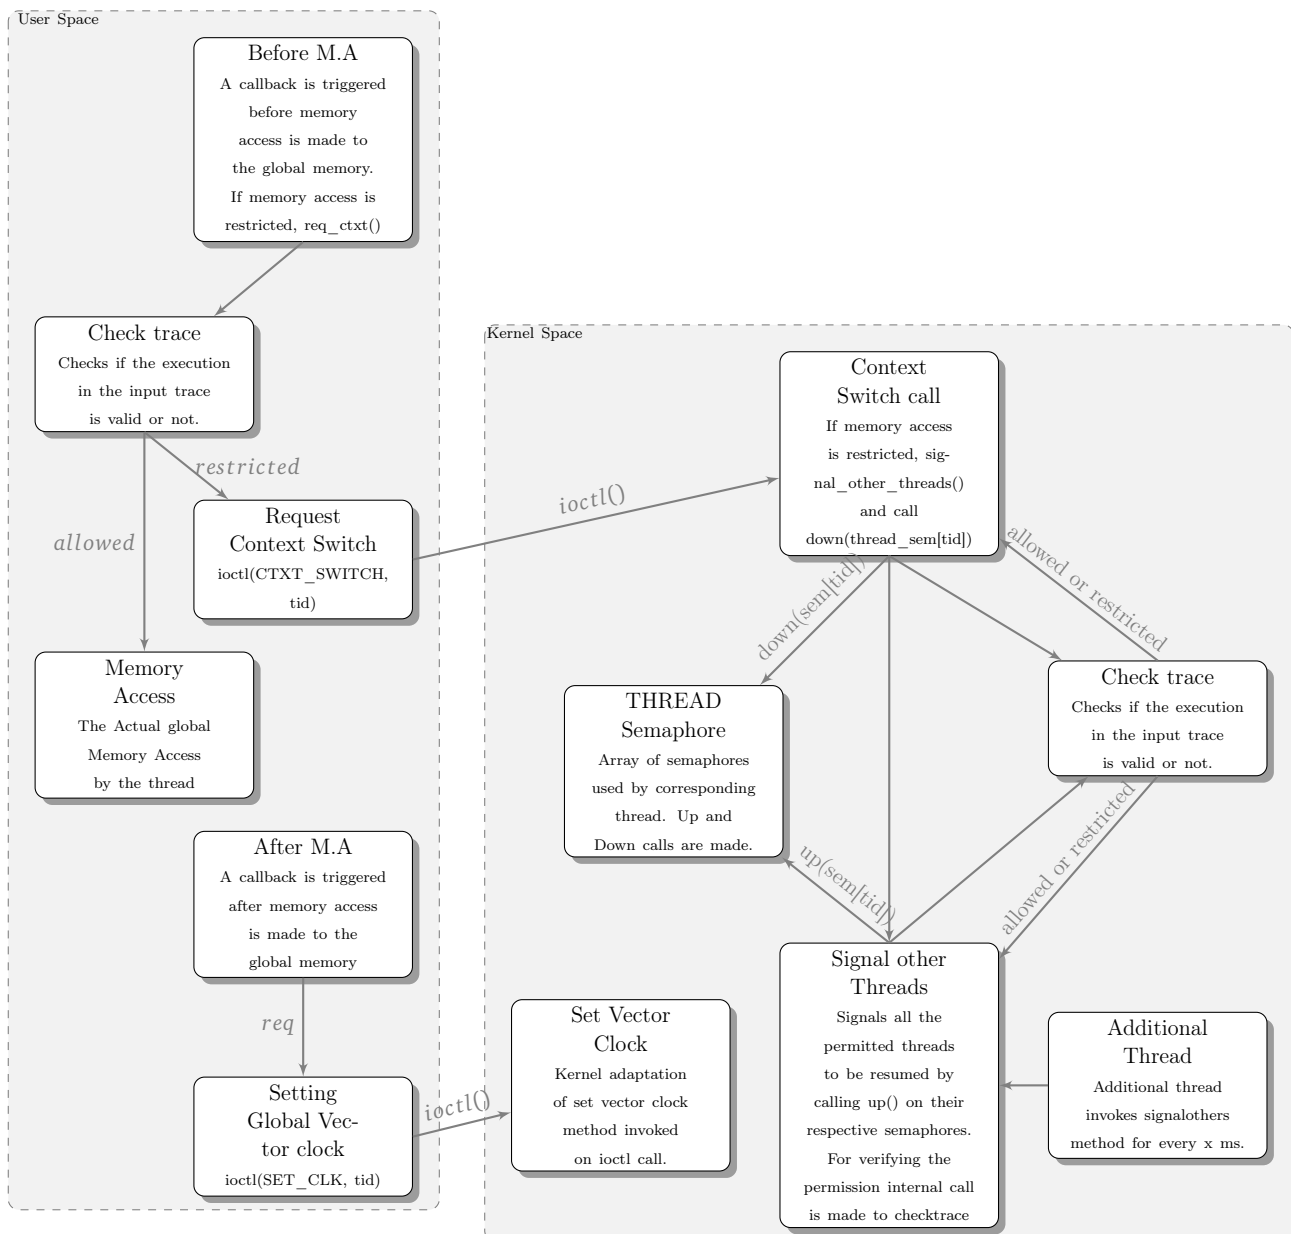 User Space
Before M.A
A callback is triggered
before memory
access is made to
the global memory.
If memory access is
restricted, req_ctxt()
Check trace
Checks if the execution
in the input trace
is valid or not.
restricted
allowed
Request
Context Switch
ioctl(CTXT_SWITCH,
tid)
Memory
Access
The Actual global
Memory Access
by the thread
After M.A
A callback is triggered
after memory access
is made to the
global memory
req
Setting
Global Vec-
tor clock
ioctl(SET_CLK, tid)
ioctl()
ioctl()
Kernel Space
Context
Switch call
If memory access
is restricted, sig-
nal_other_threads()
and call
down(thread_sem[tid])
allowed or restricted
down(sem[tid])
Check trace
Checks if the execution
in the input trace
is valid or not.
THREAD
Semaphore
Array of semaphores
used by corresponding
thread. Up and
Down calls are made.
up(sem[tid])
allowed or restricted
Signal other
Threads
Signals all the
permitted threads
to be resumed by
calling up() on their
respective semaphores.
For verifying the
permission internal call
is made to checktrace
Set Vector
Clock
Kernel adaptation
of set vector clock
method invoked
on ioctl call.
Additional
Thread
Additional thread
invokes signalothers
method for every x ms.